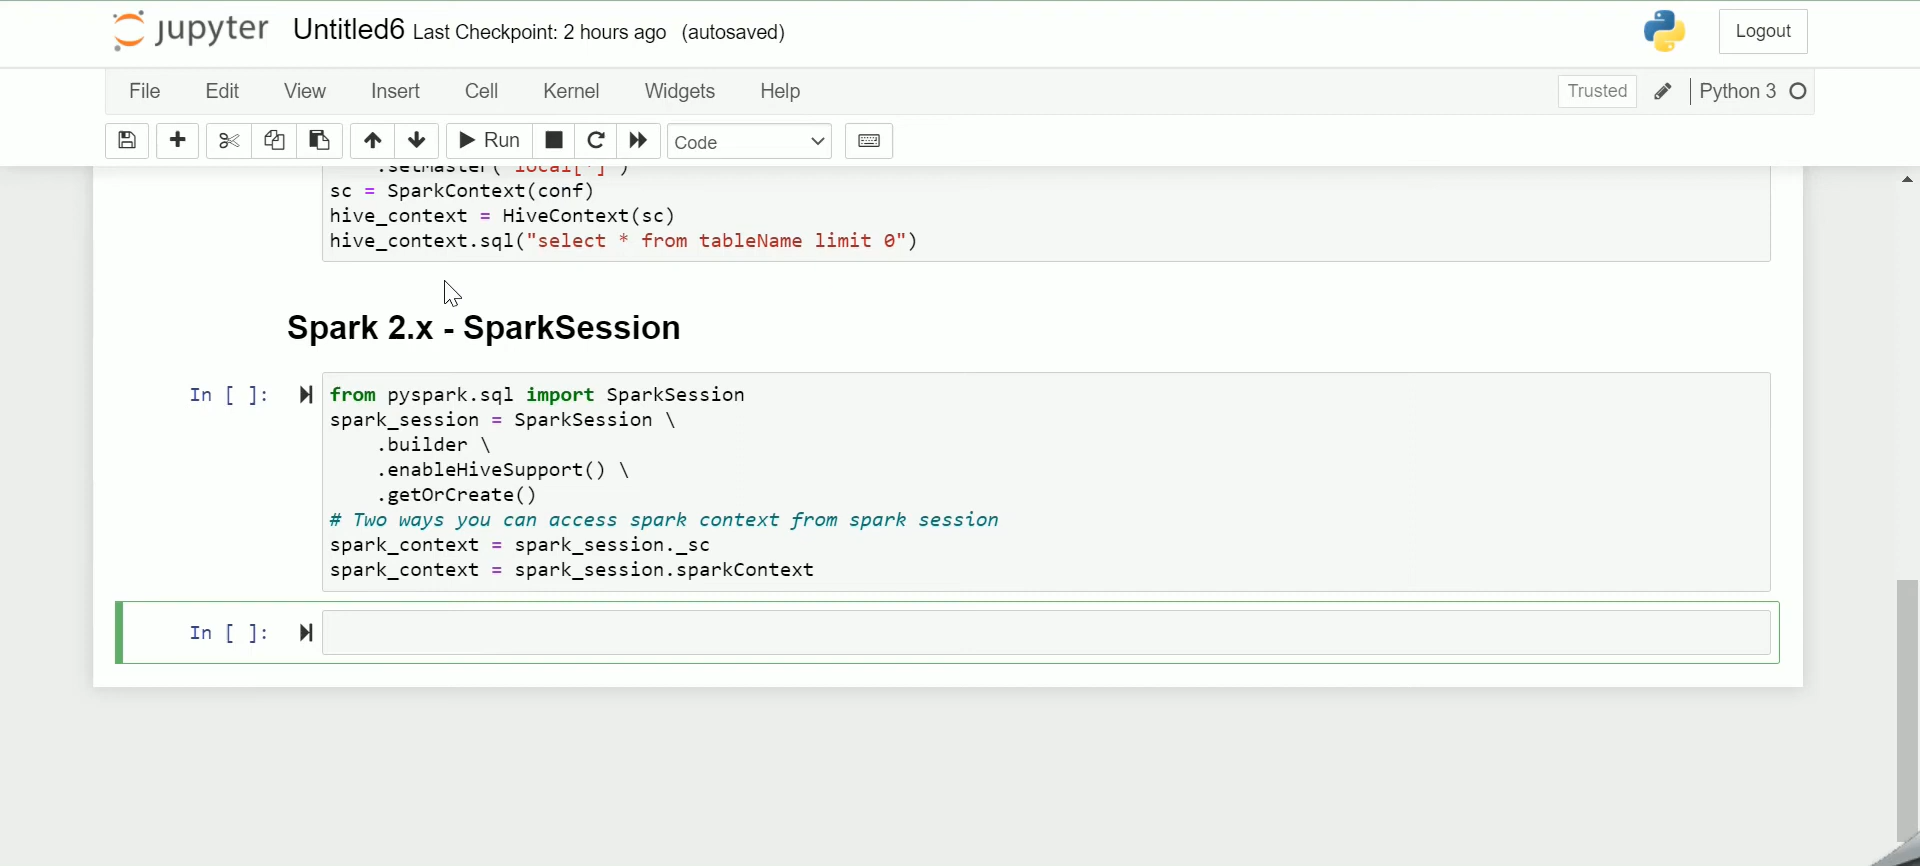 jupyter Untitled6 Last Checkpoint: 2 hours ago (autosaved) Logout
File Edit View Insert Cell Kernel Widgets Help Trusted Python 3
Run Code
.setMaster("local[*]")
sc = SparkContext(conf)
hive_context = HiveContext(sc)
hive_context.sql("select * from tableName limit 0")
Spark 2.x - SparkSession
In [ ]: from pyspark.sql import SparkSession
spark_session = SparkSession \
.builder \
.enableHiveSupport() \
.getOrCreate()
# Two ways you can access spark context from spark session
spark_context = spark_session._sc
spark_context = spark_session.sparkContext
In [ ]: